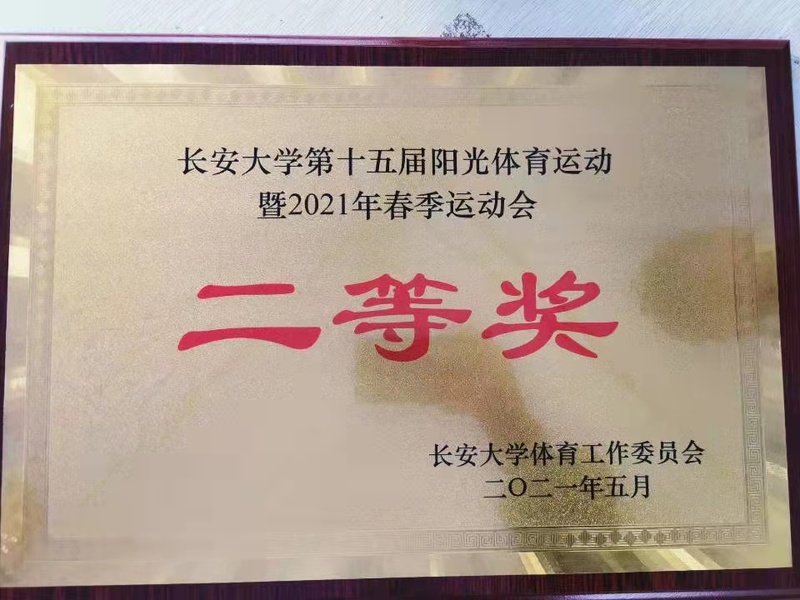 长安大学第十五届阳光体育运动
暨2021年春季运动会
二等奖
长安大学体育工作委员会
二〇二一年五月